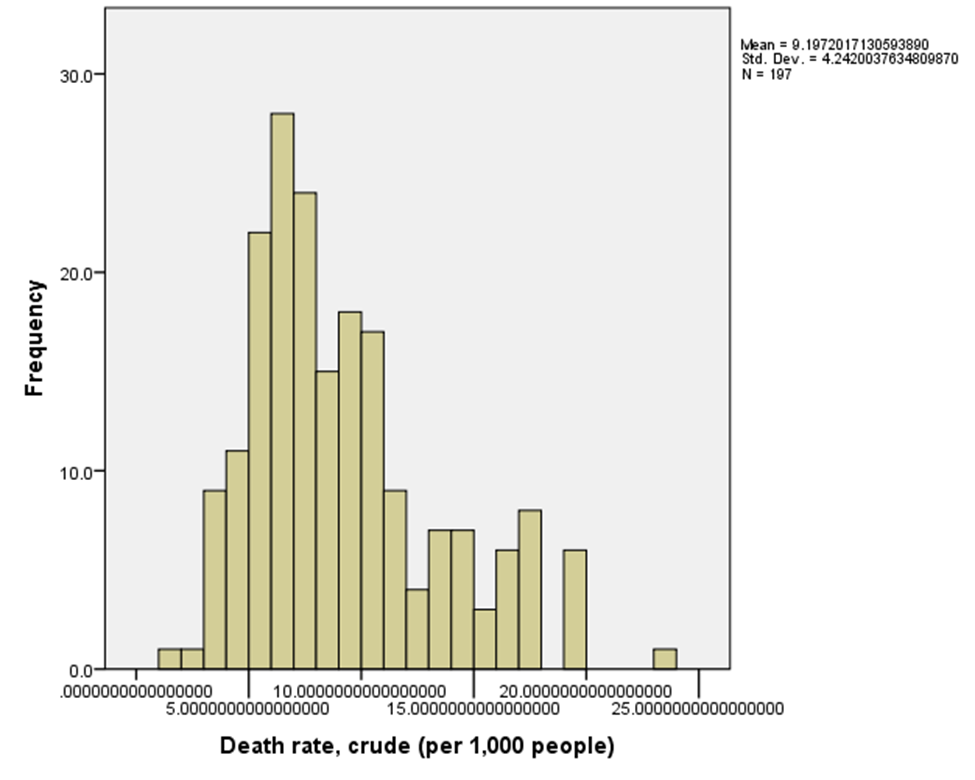 Mean = 9.1972017130593890
Std. Dev. = 4.2420037634809870
N = 197
30.0
20.0
10.0
0.0
Frequency
.0000000000000000
5.0000000000000000
10.0000000000000000
15.0000000000000000
20.0000000000000000
25.0000000000000000
Death rate, crude (per 1,000 people)